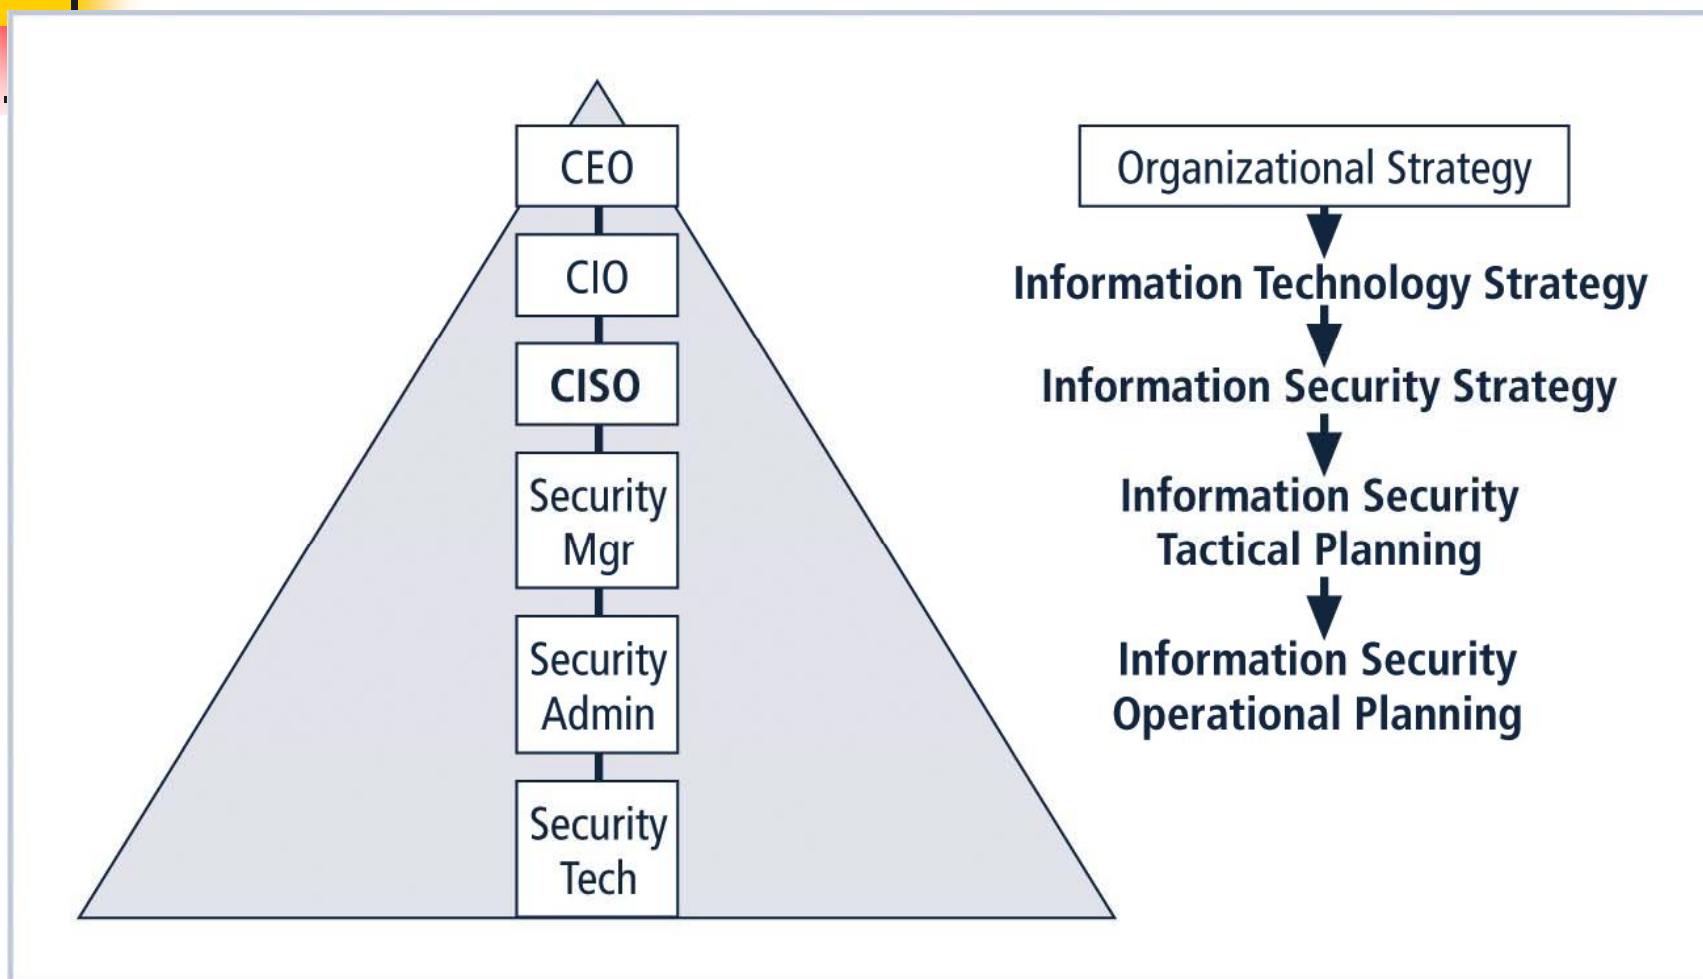 CEO
CIO
CISO
Security
Mgr
Security
Admin
Security
Tech
Organizational Strategy
Information Technology Strategy
Information Security Strategy
Information Security
Tactical Planning
Information Security
Operational Planning